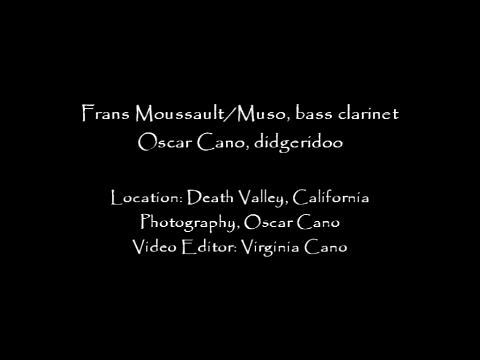 Frans Moussault/Muso, bass clarinet
Oscar Cano, didgeridoo
Location: Death Valley, California
Photography, Oscar Cano
Video Editor: Virginia Cano